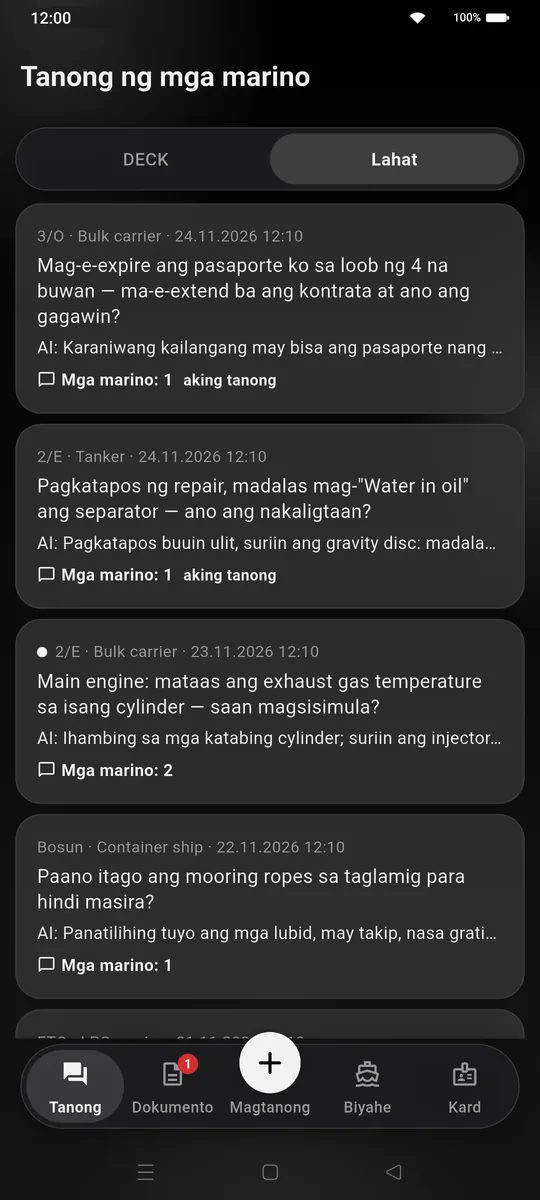 12:00
100%
Tanong ng mga marino
DECK
Lahat
3/O · Bulk carrier · 24.11.2026 12:10
Mag-e-expire ang pasaporte ko sa loob ng 4 na
buwan — ma-e-extend ba ang kontrata at ano ang
gagawin?
AI: Karaniwang kailangang may bisa ang pasaporte nang ...
Mga marino: 1 aking tanong
2/E · Tanker · 24.11.2026 12:10
Pagkatapos ng repair, madalas mag-"Water in oil"
ang separator — ano ang nakaligtaan?
AI: Pagkatapos buuin ulit, suriin ang gravity disc: madala...
Mga marino: 1 aking tanong
2/E · Bulk carrier · 23.11.2026 12:10
Main engine: mataas ang exhaust gas temperature
sa isang cylinder — saan magsisimula?
AI: Ihambing sa mga katabing cylinder; suriin ang injector...
Mga marino: 2
Bosun · Container ship · 22.11.2026 12:10
Paano itago ang mooring ropes sa taglamig para
hindi masira?
AI: Panatilihing tuyo ang mga lubid, may takip, nasa grati...
Mga marino: 1
1
Tanong
Dokumento
Magtanong
Biyahe
Kard